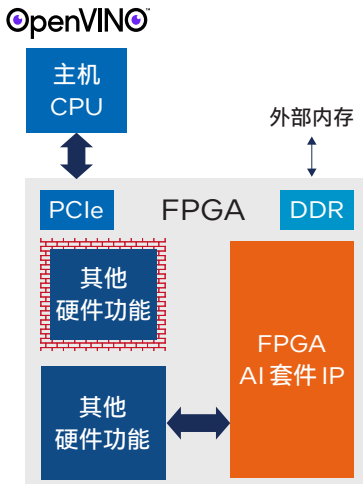 OpenVINO™
主机
CPU
外部内存
PCIe
FPGA
DDR
其他
硬件功能
FPGA
AI 套件 IP
其他
硬件功能